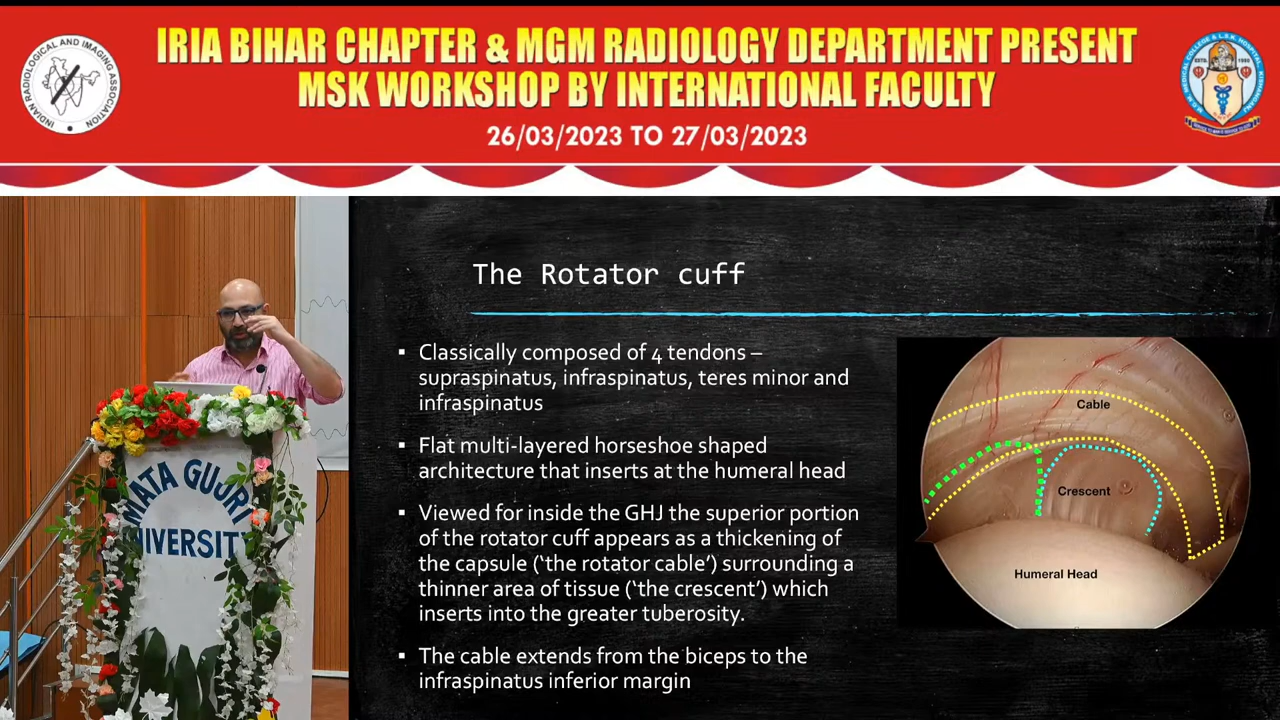 IRIA BIHAR CHAPTER & MGM RADIOLOGY DEPARTMENT PRESENT
MSK WORKSHOP BY INTERNATIONAL FACULTY
26/03/2023 TO 27/03/2023
INDIAN RADIOLOGICAL AND IMAGING ASSOCIATION
MATA GUJRI
UNIVERSITY
The Rotator cuff
▪ Classically composed of 4 tendons –
supraspinatus, infraspinatus, teres minor and
infraspinatus
▪ Flat multi-layered horseshoe shaped
architecture that inserts at the humeral head
▪ Viewed for inside the GHJ the superior portion
of the rotator cuff appears as a thickening of
the capsule (‘the rotator cable’) surrounding a
thinner area of tissue (‘the crescent’) which
inserts into the greater tuberosity.
▪ The cable extends from the biceps to the
infraspinatus inferior margin
Cable
Crescent
Humeral Head